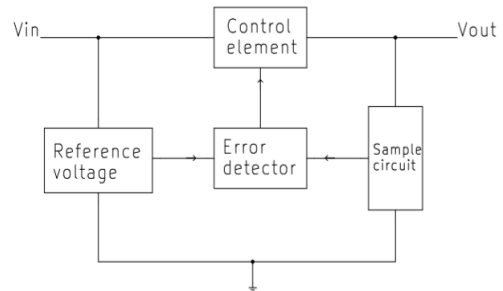 Vin
Control
element
Vout
Reference
voltage
Error
detector
Sample
circuit